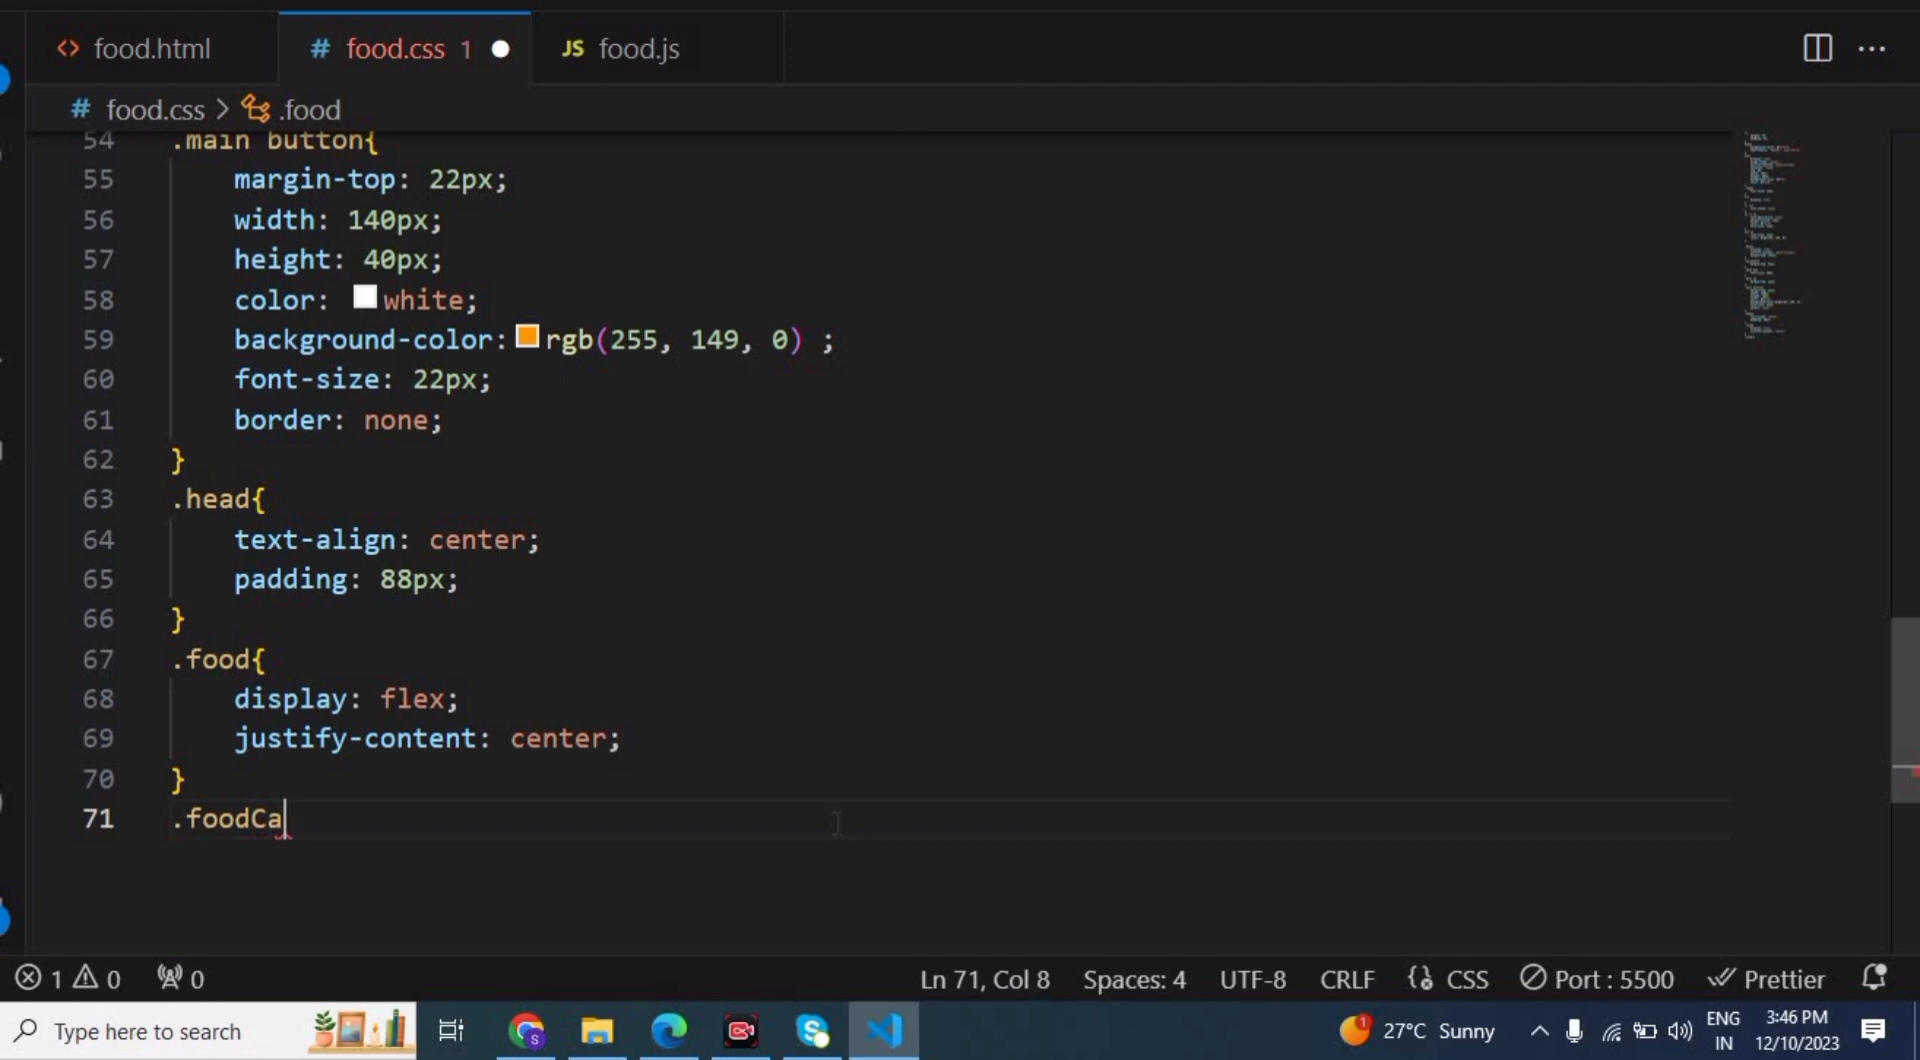 <> food.html # food.css 1 JS food.js
# food.css > .food
54 .main button{
55 margin-top: 22px;
56 width: 140px;
57 height: 40px;
58 color: white;
59 background-color: rgb(255, 149, 0) ;
60 font-size: 22px;
61 border: none;
62 }
63 .head{
64 text-align: center;
65 padding: 88px;
66 }
67 .food{
68 display: flex;
69 justify-content: center;
70 }
71 .foodCa
1 0 0 Ln 71, Col 8 Spaces: 4 UTF-8 CRLF CSS Port : 5500 Prettier
Type here to search 1 27°C Sunny ENG 3:46 PM
IN 12/10/2023